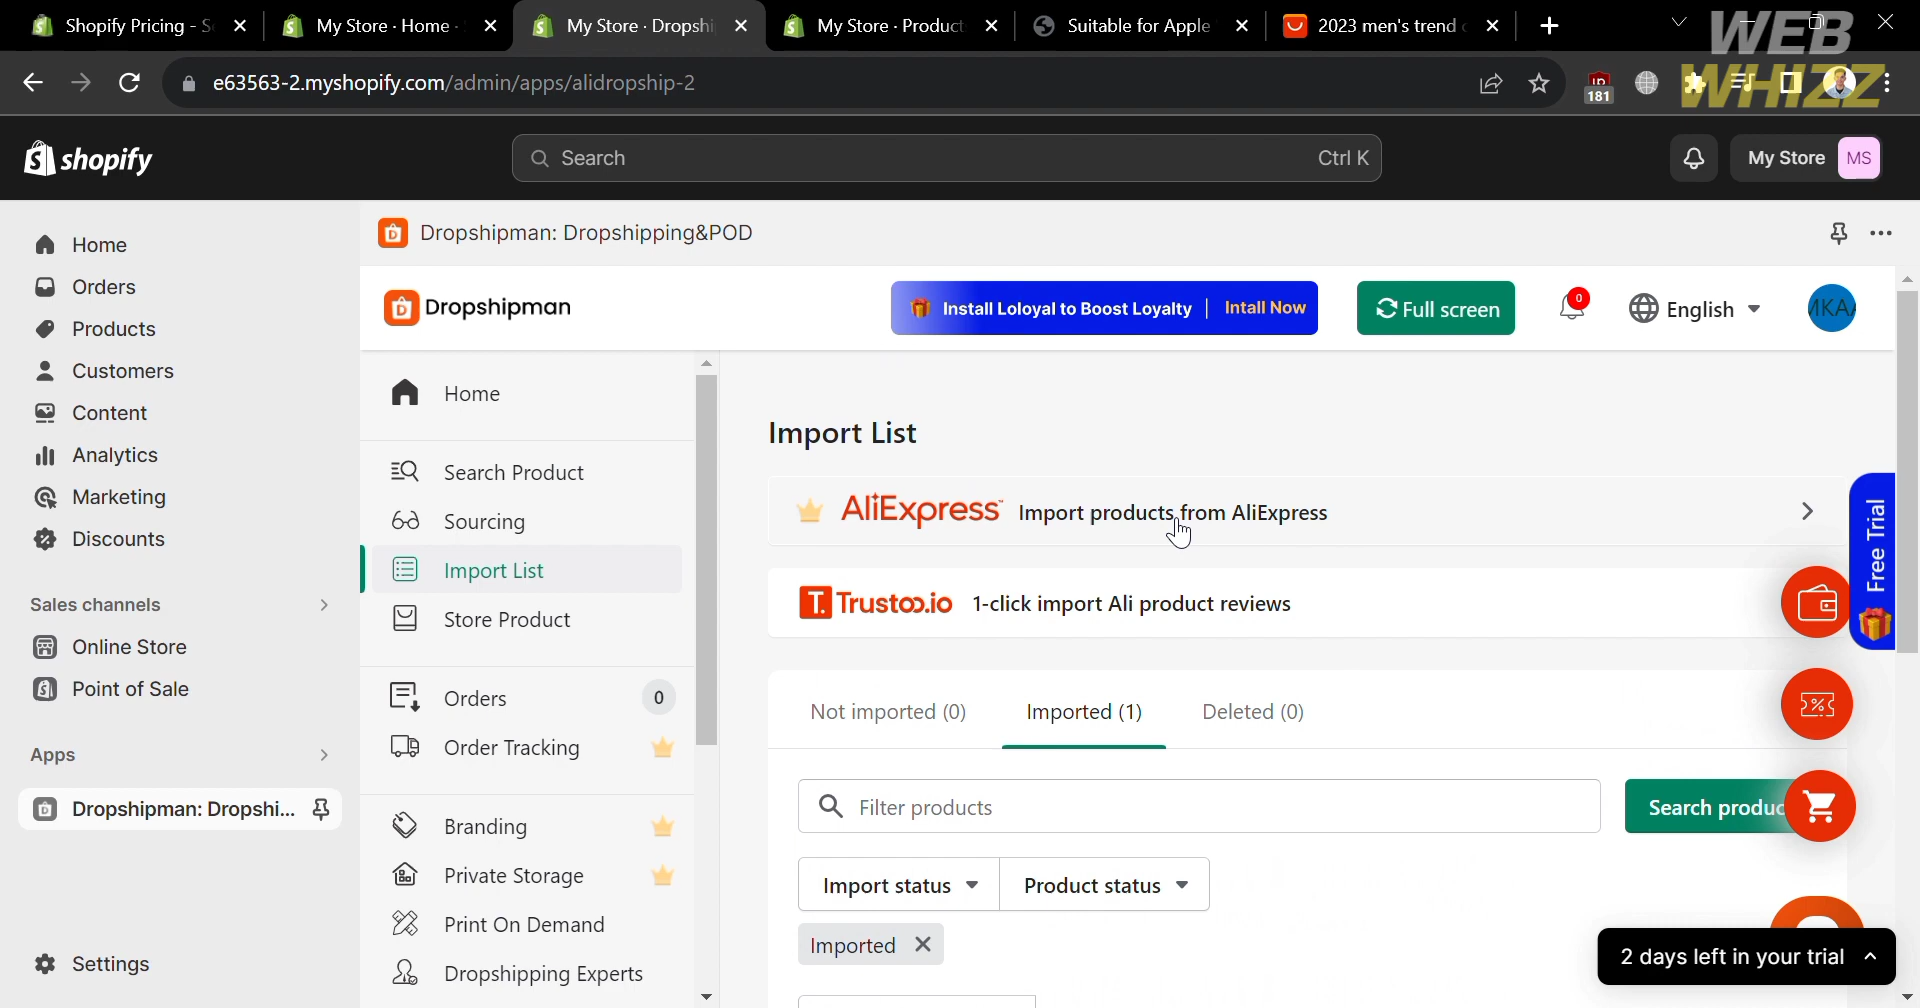 Shopify Pricing - S
My Store · Home ·
My Store · Dropshi
My Store · Product
Suitable for Apple
2023 men's trend
WEB
WHIZZ
e63563-2.myshopify.com/admin/apps/alidropship-2
181
shopify
Search
Ctrl K
My Store
MS
Home
Orders
Products
Customers
Content
Analytics
Marketing
Discounts
Sales channels
Online Store
Point of Sale
Apps
Dropshipman: Dropshi...
Settings
Dropshipman: Dropshipping&POD
Dropshipman
Install Loloyal to Boost Loyalty | Intall Now
Full screen
0
English
Home
Search Product
Sourcing
Import List
Store Product
Orders
0
Order Tracking
Branding
Private Storage
Print On Demand
Dropshipping Experts
Import List
AliExpress Import products from AliExpress
Trustoo.io 1-click import Ali product reviews
Not imported (0)
Imported (1)
Deleted (0)
Filter products
Search produc
Import status
Product status
Imported
Free Trial
2 days left in your trial